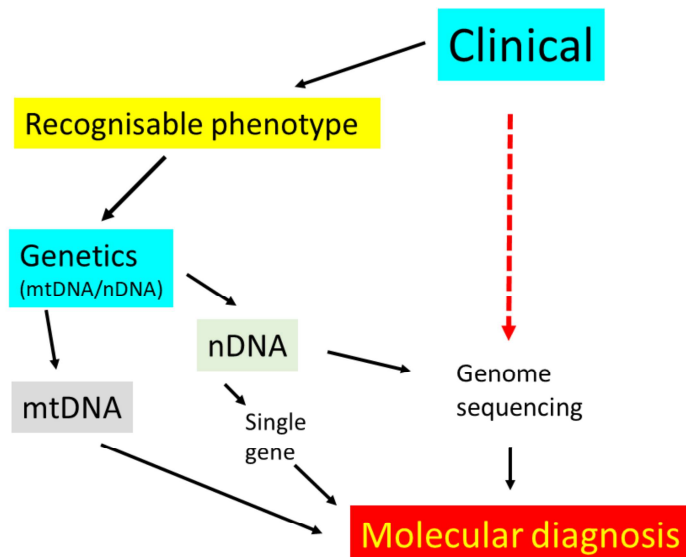 Clinical
Recognisable phenotype
Genetics
(mtDNA/nDNA)
nDNA
mtDNA
Single
gene
Genome
sequencing
Molecular diagnosis